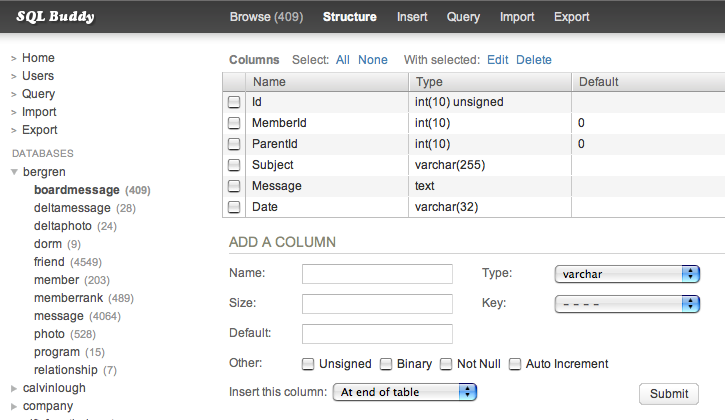 SQL Buddy
Browse (409) Structure Insert Query Import Export
> Home
> Users
> Query
> Import
> Export
DATABASES
bergren
boardmessage (409)
deltamessage (28)
deltaphoto (24)
dorm (9)
friend (4549)
member (203)
memberrank (489)
message (4064)
photo (528)
program (15)
relationship (7)
calvinlough
company
Columns Select: All None With selected: Edit Delete
Name Type Default
Id int(10) unsigned
MemberId int(10) 0
ParentId int(10) 0
Subject varchar(255)
Message text
Date varchar(32)
ADD A COLUMN
Name: Type: varchar
Size: Key: - - - -
Default:
Other: Unsigned Binary Not Null Auto Increment
Insert this column: At end of table Submit